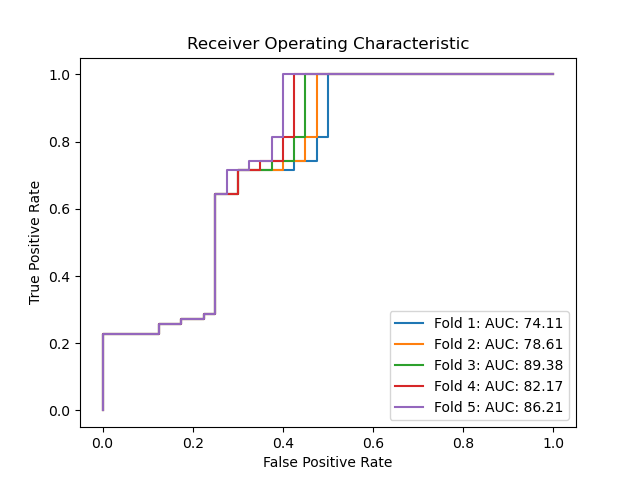 Receiver Operating Characteristic
1.0
0.8
0.6
0.4
0.2
0.0
True Positive Rate
Fold 1: AUC: 74.11
Fold 2: AUC: 78.61
Fold 3: AUC: 89.38
Fold 4: AUC: 82.17
Fold 5: AUC: 86.21
0.0 0.2 0.4 0.6 0.8 1.0
False Positive Rate